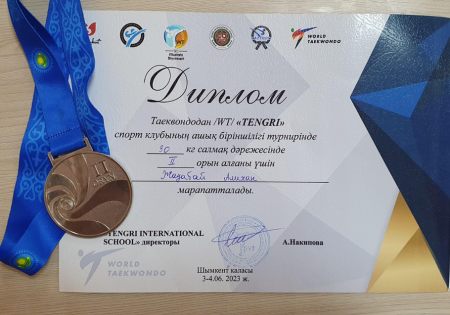 WORLD
TAEKWONDO
Диплом
Таеквондодан /WT/ «TENGRI»
спорт клубының ашық біріншілігі турнирінде
30 кг салмақ дәрежесінде
II орын алғаны үшін
марапатталады.
«TENGRI INTERNATIONAL
SCHOOL» директоры
А.Накипова
WORLD
TAEKWONDO
Шымкент қаласы
3-4.06. 2023 ж.
II